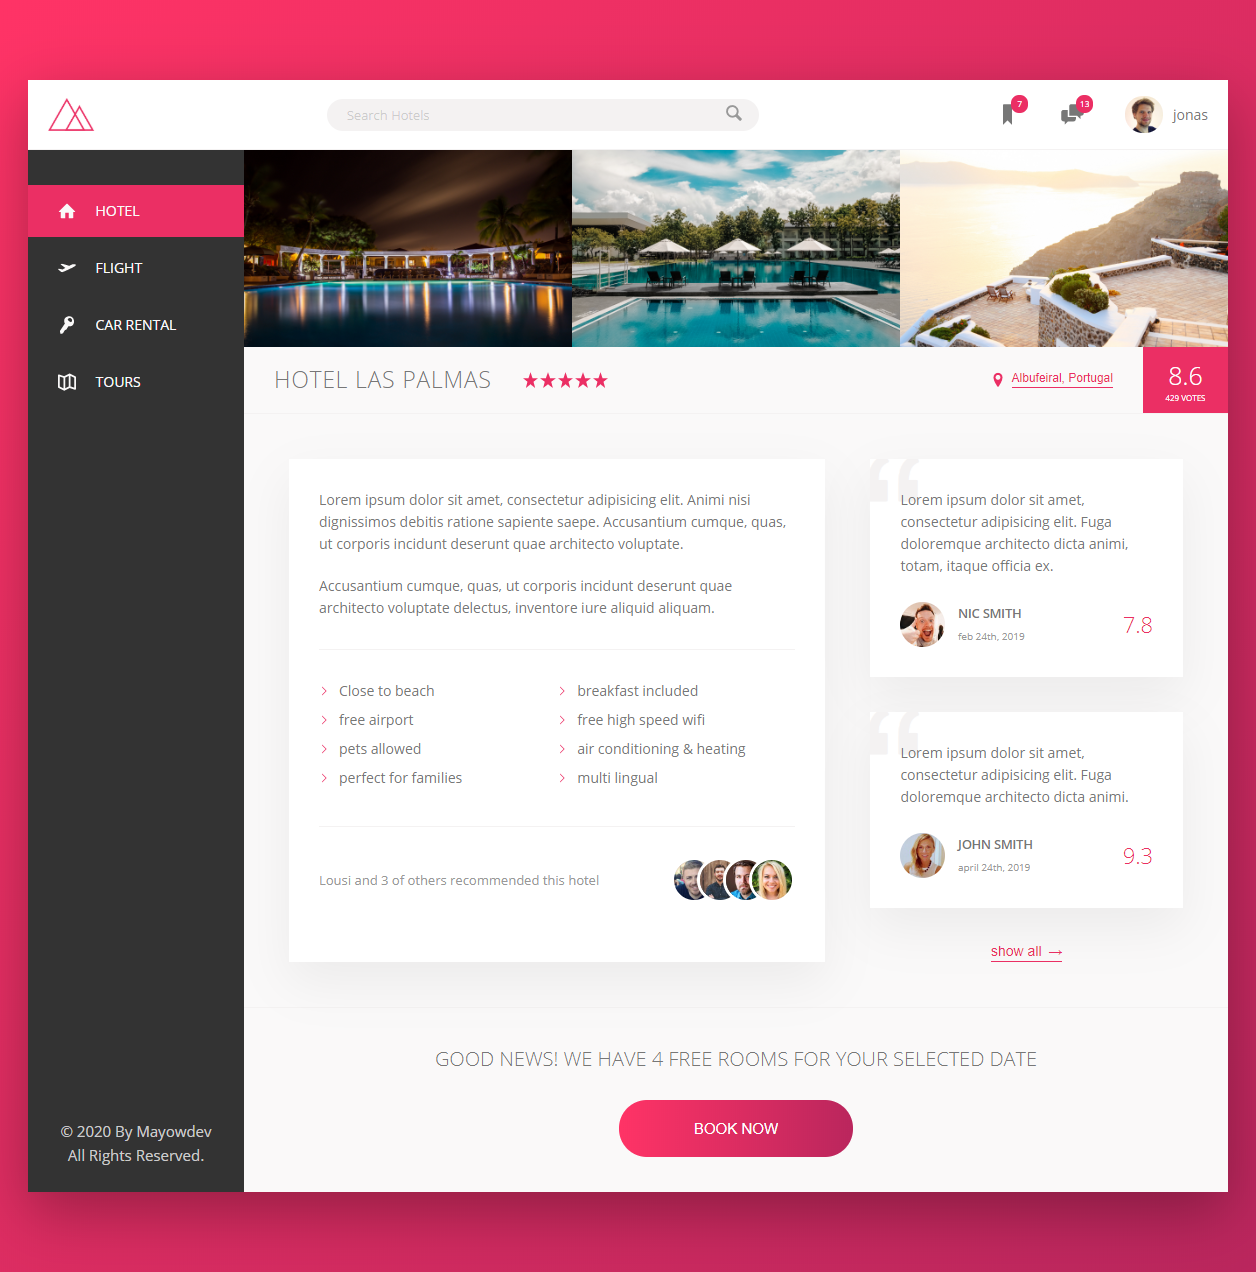 Search Hotels
7
13
jonas
HOTEL
FLIGHT
CAR RENTAL
TOURS
HOTEL LAS PALMAS
Albufeiral, Portugal
8.6
429 VOTES
Lorem ipsum dolor sit amet, consectetur adipisicing elit. Animi nisi
dignissimos debitis ratione sapiente saepe. Accusantium cumque, quas,
ut corporis incidunt deserunt quae architecto voluptate.
Accusantium cumque, quas, ut corporis incidunt deserunt quae
architecto voluptate delectus, inventore iure aliquid aliquam.
Close to beach
free airport
pets allowed
perfect for families
breakfast included
free high speed wifi
air conditioning & heating
multi lingual
Lousi and 3 of others recommended this hotel
“
Lorem ipsum dolor sit amet,
consectetur adipisicing elit. Fuga
doloremque architecto dicta animi,
totam, itaque officia ex.
NIC SMITH
feb 24th, 2019
7.8
“
Lorem ipsum dolor sit amet,
consectetur adipisicing elit. Fuga
doloremque architecto dicta animi.
JOHN SMITH
april 24th, 2019
9.3
show all →
GOOD NEWS! WE HAVE 4 FREE ROOMS FOR YOUR SELECTED DATE
BOOK NOW
© 2020 By Mayowdev
All Rights Reserved.